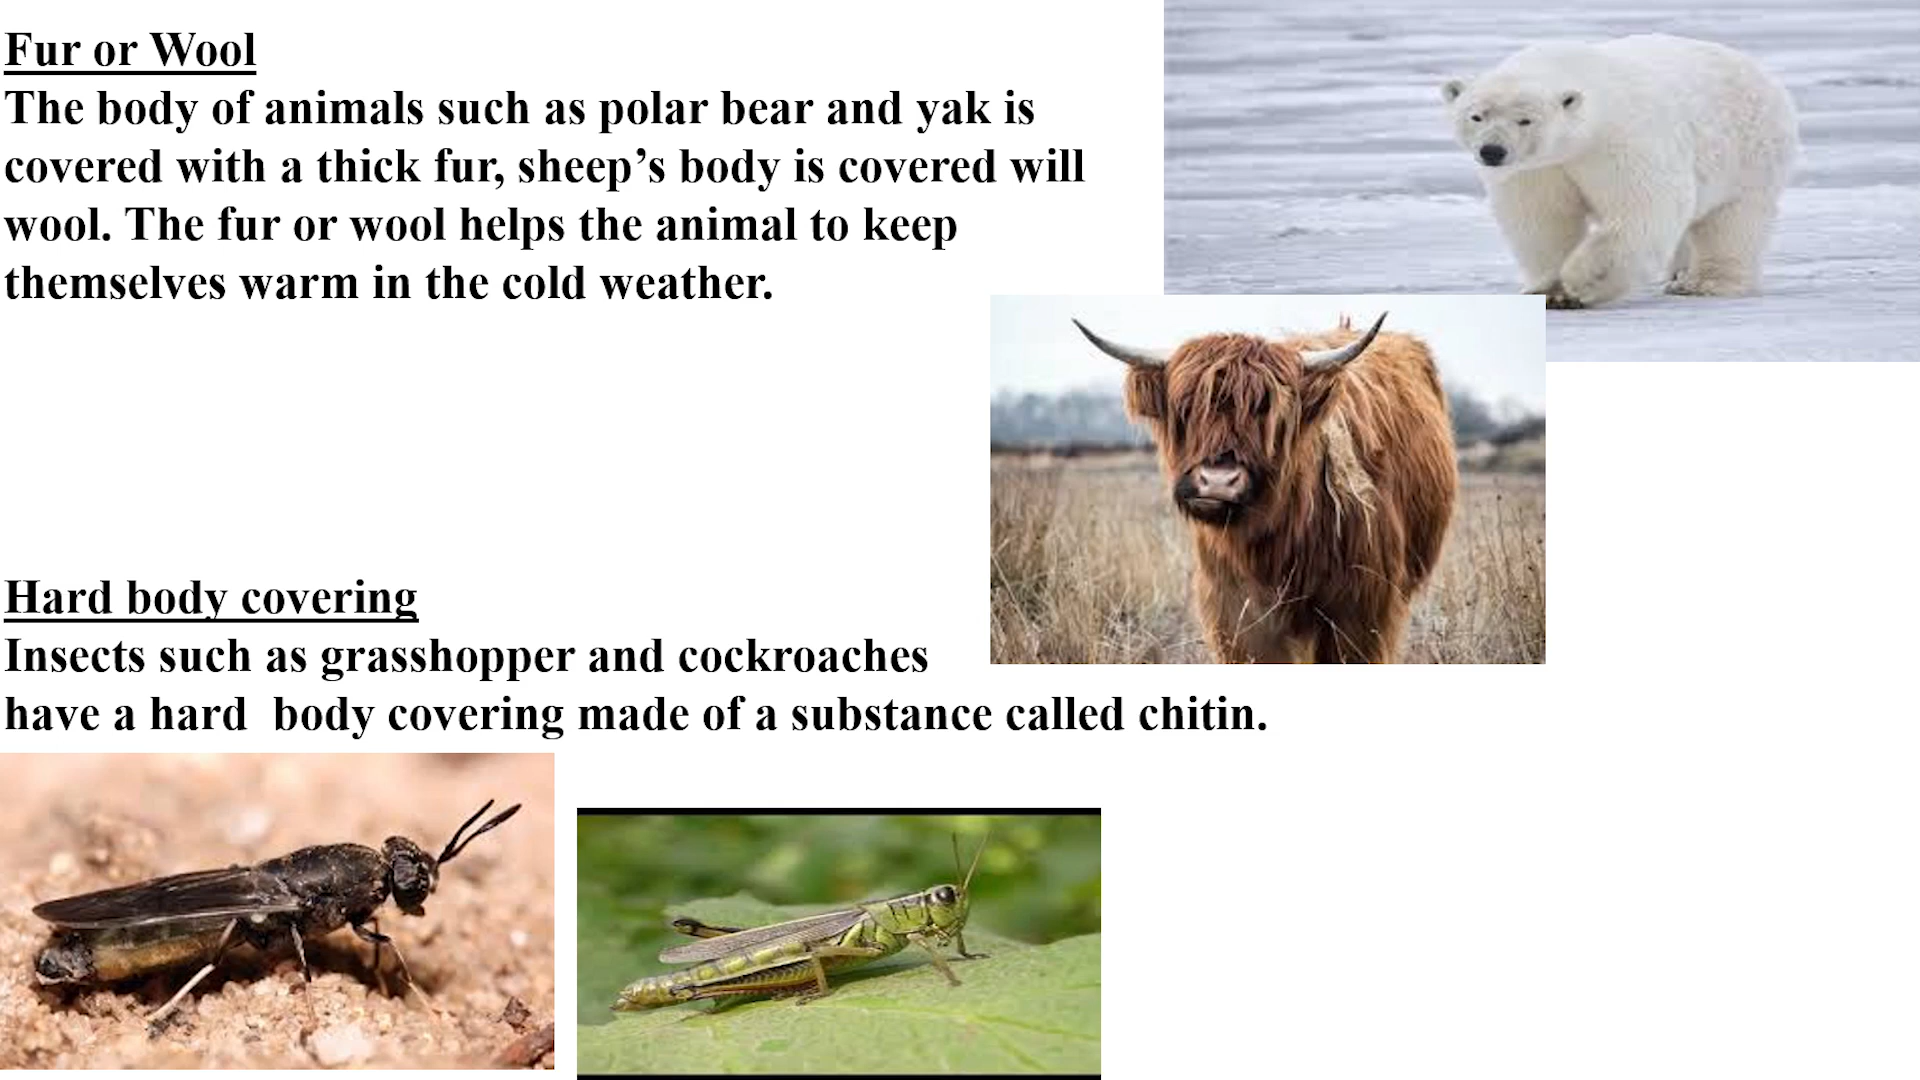 Fur or Wool
The body of animals such as polar bear and yak is
covered with a thick fur, sheep’s body is covered will
wool. The fur or wool helps the animal to keep
themselves warm in the cold weather.
Hard body covering
Insects such as grasshopper and cockroaches
have a hard  body covering made of a substance called chitin.